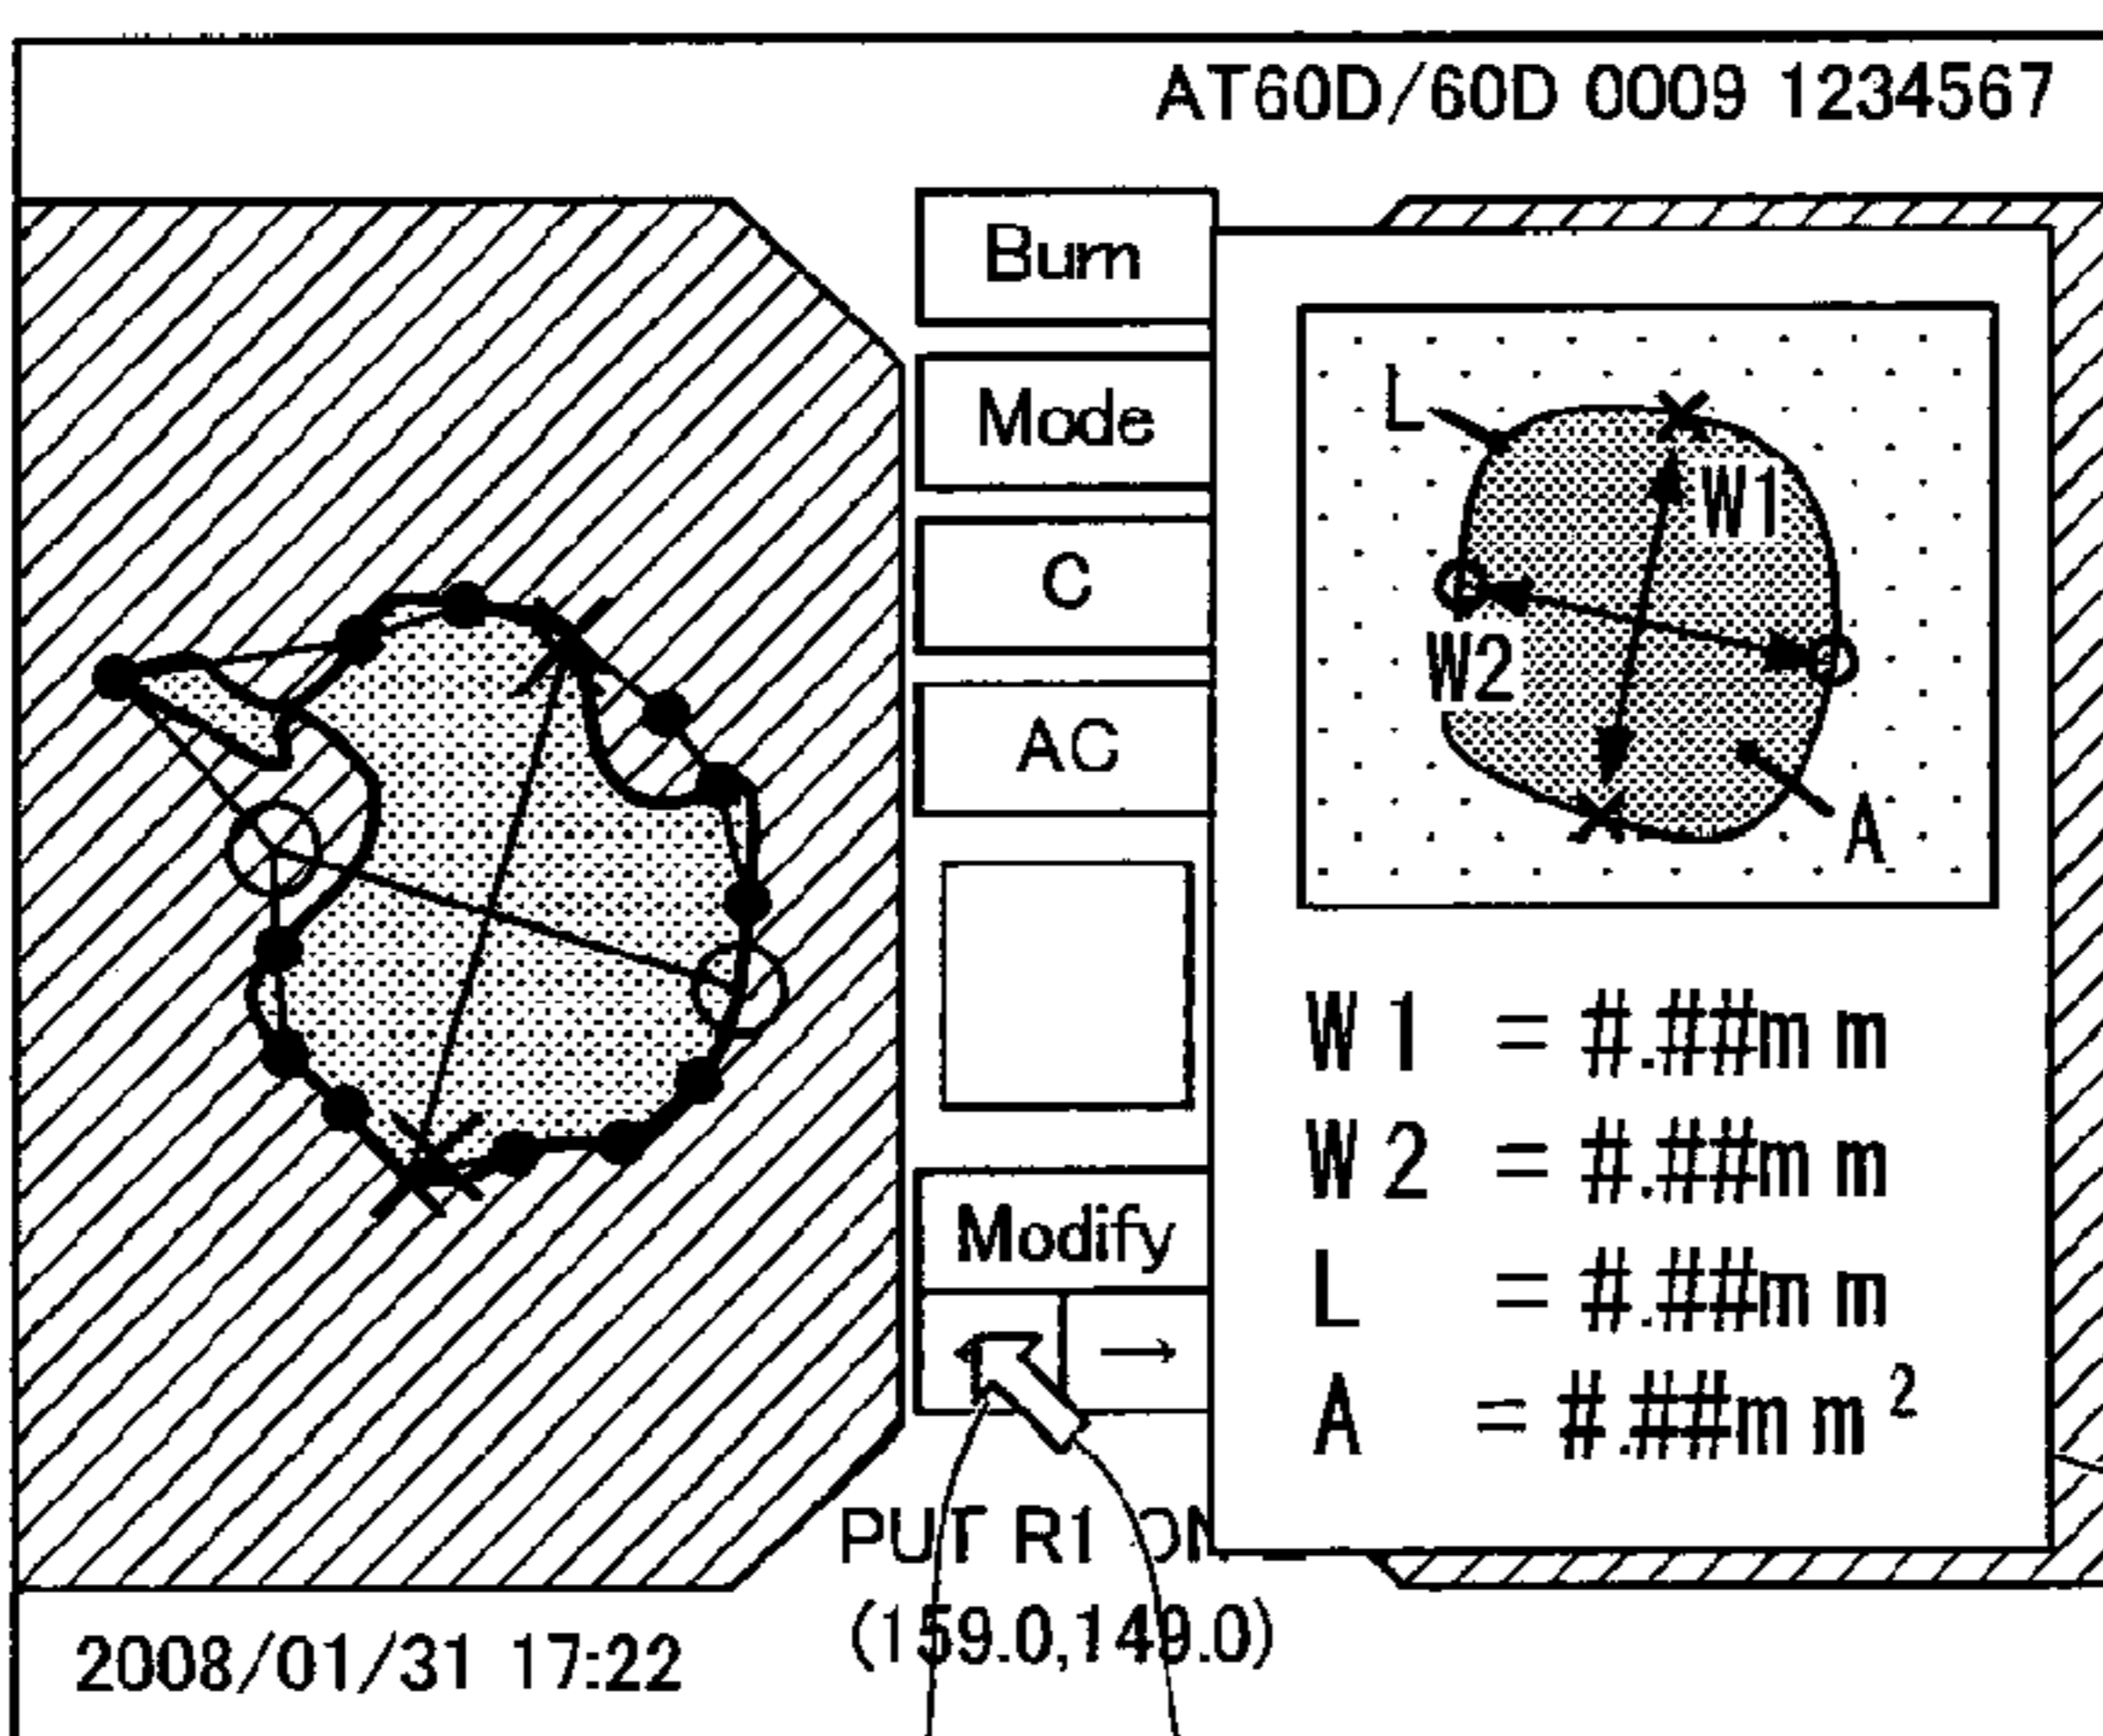 AT60D/60D 0009 1234567
Burn
Mode
C
AC
Modify
← →
PUT R1 ON
(159.0,149.0)
2008/01/31 17:22
L
W1
W2
A
W1 = #.##mm
W2 = #.##mm
L = #.##mm
A = #.##mm²